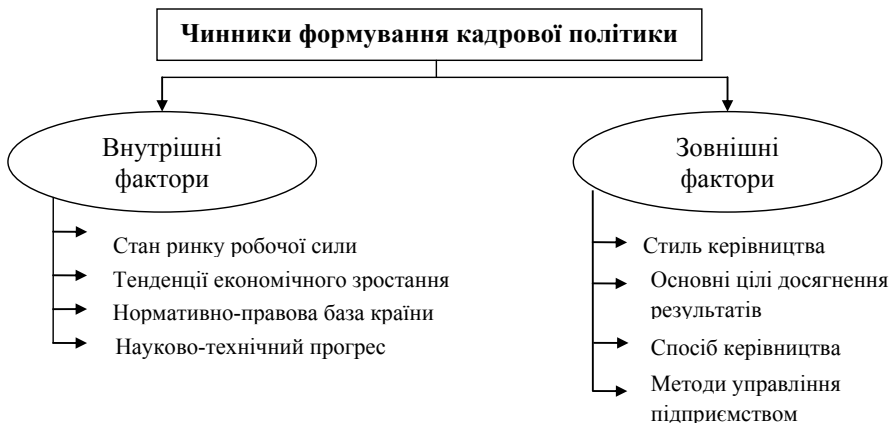 Чинники формування кадрової політики
Внутрішні
фактори
Стан ринку робочої сили
Тенденції економічного зростання
Нормативно-правова база країни
Науково-технічний прогрес
Зовнішні
фактори
Стиль керівництва
Основні цілі досягнення
результатів
Спосіб керівництва
Методи управління
підприємством